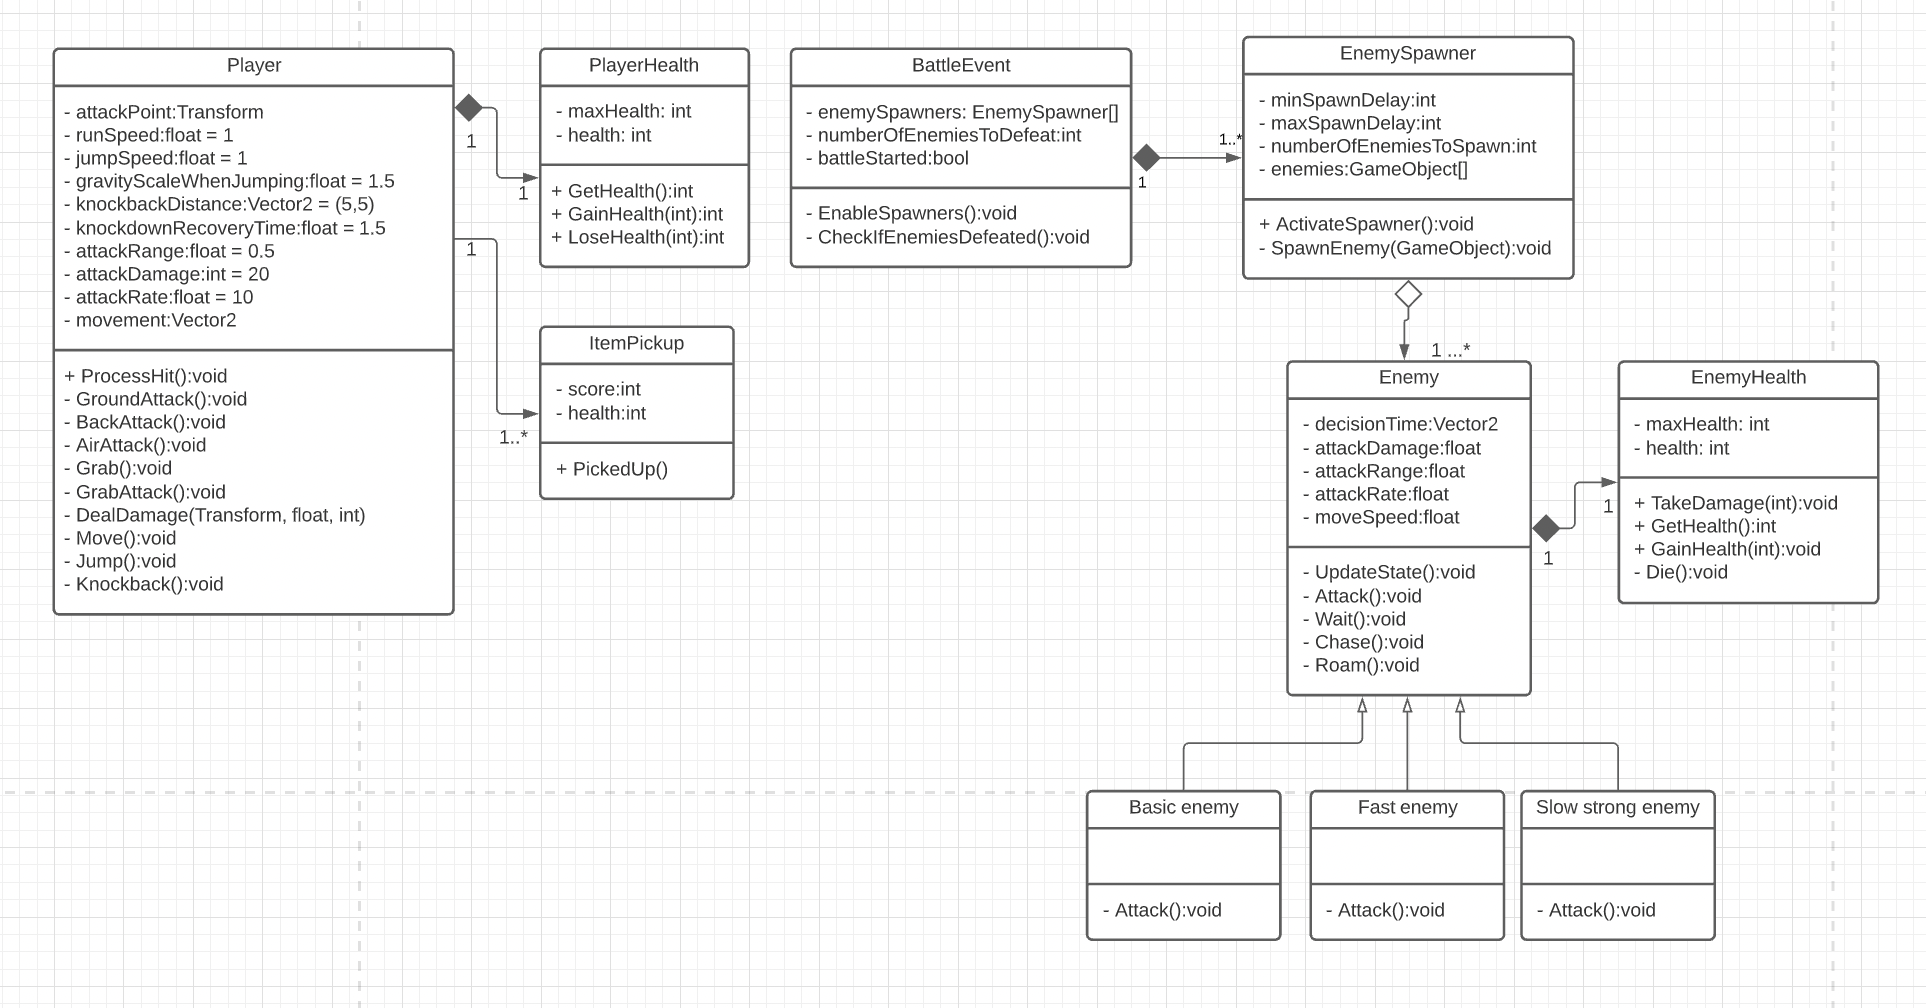 Player
- attackPoint:Transform
- runSpeed:float = 1
- jumpSpeed:float = 1
- gravityScaleWhenJumping:float = 1.5
- knockbackDistance:Vector2 = (5,5)
- knockdownRecoveryTime:float = 1.5
- attackRange:float = 0.5
- attackDamage:int = 20
- attackRate:float = 10
- movement:Vector2
+ ProcessHit():void
- GroundAttack():void
- BackAttack():void
- AirAttack():void
- Grab():void
- GrabAttack():void
- DealDamage(Transform, float, int)
- Move():void
- Jump():void
- Knockback():void
1
1
1
1..*
PlayerHealth
- maxHealth: int
- health: int
+ GetHealth():int
+ GainHealth(int):int
+ LoseHealth(int):int
ItemPickup
- score:int
- health:int
+ PickedUp()
BattleEvent
- enemySpawners: EnemySpawner[]
- numberOfEnemiesToDefeat:int
- battleStarted:bool
- EnableSpawners():void
- CheckIfEnemiesDefeated():void
1
1..*
EnemySpawner
- minSpawnDelay:int
- maxSpawnDelay:int
- numberOfEnemiesToSpawn:int
- enemies:GameObject[]
+ ActivateSpawner():void
- SpawnEnemy(GameObject):void
1 ...*
Enemy
- decisionTime:Vector2
- attackDamage:float
- attackRange:float
- attackRate:float
- moveSpeed:float
- UpdateState():void
- Attack():void
- Wait():void
- Chase():void
- Roam():void
1
1
EnemyHealth
- maxHealth: int
- health: int
+ TakeDamage(int):void
+ GetHealth():int
+ GainHealth(int):void
- Die():void
Basic enemy
- Attack():void
Fast enemy
- Attack():void
Slow strong enemy
- Attack():void